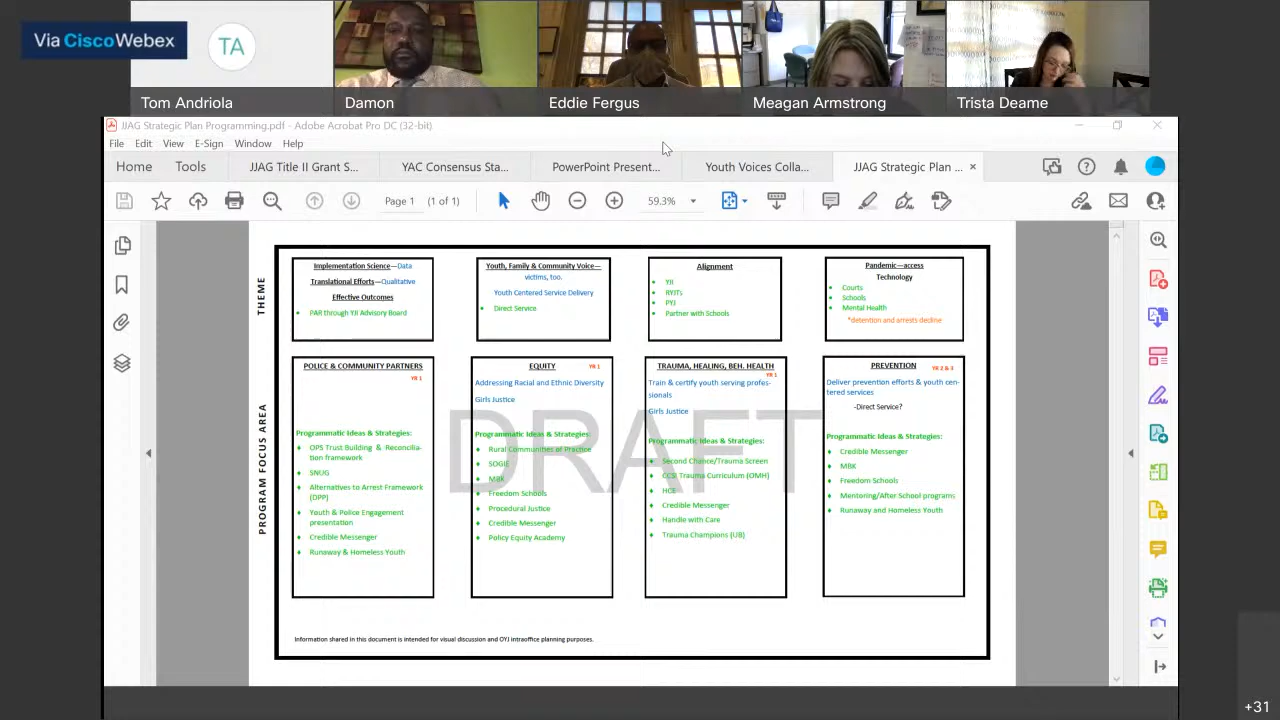 Via Cisco Webex
TA
Tom Andriola
Damon
Eddie Fergus
Meagan Armstrong
Trista Deame
JJAG Strategic Plan Programming.pdf - Adobe Acrobat Pro DC (32-bit)
File Edit View E-Sign Window Help
Home Tools JJAG Title II Grant S... YAC Consensus Sta... PowerPoint Present... Youth Voices Colla... JJAG Strategic Plan ... ×
Page 1 (1 of 1) 59.3%
THEME
Implementation Science—Data
Translational Efforts—Qualitative
Effective Outcomes
• PAR through YJI Advisory Board
Youth, Family & Community Voice—
victims, too.
Youth Centered Service Delivery
• Direct Service
Alignment
• YJI
• RYJTs
• PYJ
• Partner with Schools
Pandemic—access
Technology
• Courts
• Schools
• Mental Health
*detention and arrests decline
PROGRAM FOCUS AREA
POLICE & COMMUNITY PARTNERS
YR 1
Programmatic Ideas & Strategies:
OPS Trust Building & Reconcilia-
tion framework
SNUG
Alternatives to Arrest Framework
(DPP)
Youth & Police Engagement
presentation
Credible Messenger
Runaway & Homeless Youth
EQUITY YR 1
Addressing Racial and Ethnic Diversity
Girls Justice
Programmatic Ideas & Strategies:
Rural Communities of Practice
SOGIE
MBK
Freedom Schools
Procedural Justice
Credible Messenger
Policy Equity Academy
TRAUMA, HEALING, BEH. HEALTH
YR 1
Train & certify youth serving profes-
sionals
Girls Justice
Programmatic Ideas & Strategies:
Second Chance/Trauma Screen
CCSI Trauma Curriculum (OMH)
Credible Messenger
Handle with Care
Trauma Champions (UB)
PREVENTION YR 2 & 3
Deliver prevention efforts & youth cen-
tered services
-Direct Service?
Programmatic Ideas & Strategies:
Credible Messenger
MBK
Freedom Schools
Mentoring/After School programs
Runaway and Homeless Youth
DRAFT
Information shared in this document is intended for visual discussion and OYJ intraoffice planning purposes.
+31